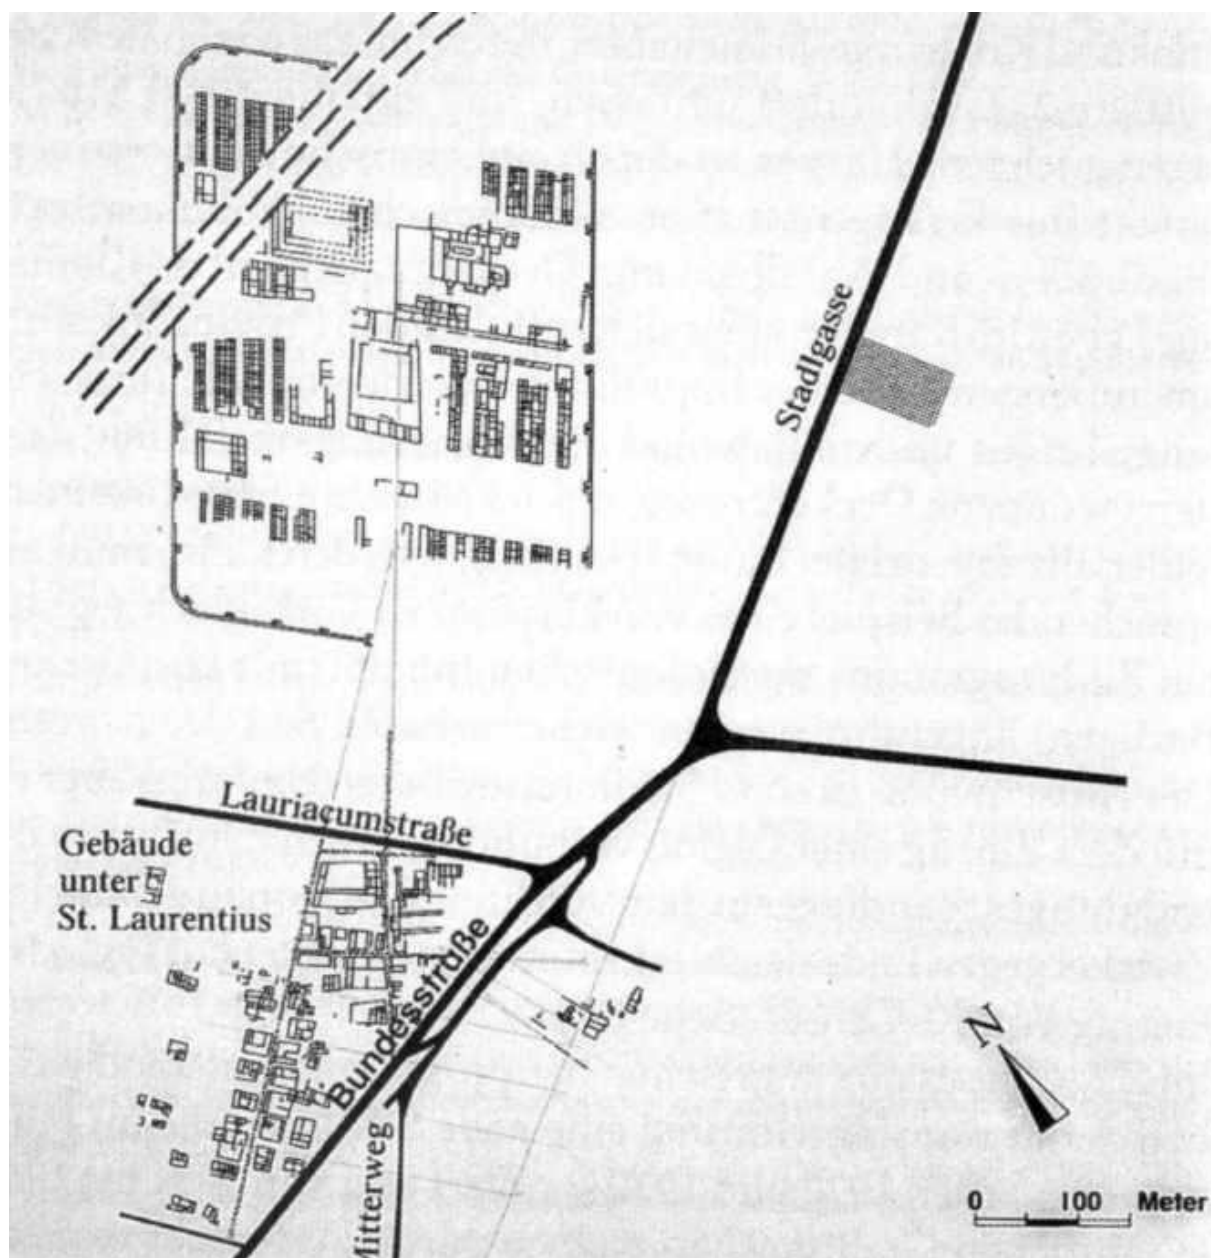 Stadlgasse
Lauriacumstraße
Gebäude
unter
St. Laurentius
Bundesstraße
Mitterweg
N
0 100 Meter